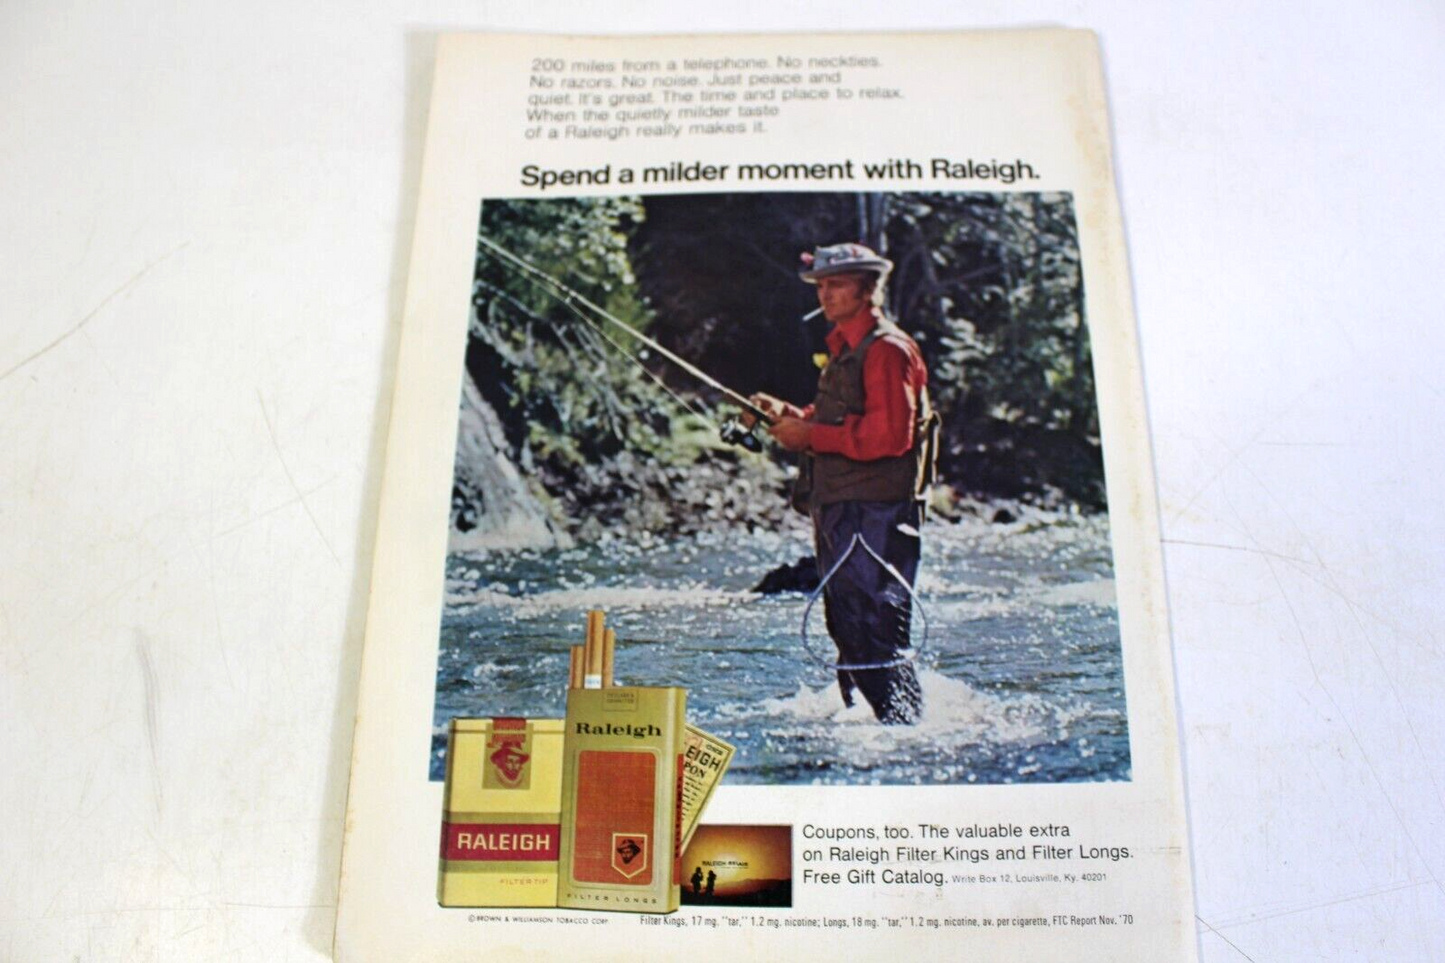 200 miles from a telephone. No neckties.
No razors. No noise. Just peace and
quiet. It's great. The time and place to relax.
When the quietly milder taste
of a Raleigh really makes it.
Spend a milder moment with Raleigh.
Raleigh
EIGH
PON
RALEIGH
FILTER TIP
FILTER LONGS
RALEIGH BELAIR
Coupons, too. The valuable extra
on Raleigh Filter Kings and Filter Longs.
Free Gift Catalog. Write Box 12, Louisville, Ky. 40201
© BROWN & WILLIAMSON TOBACCO CORP
Filter Kings, 17 mg. "tar," 1.2 mg. nicotine; Longs, 18 mg. "tar," 1.2 mg. nicotine, av. per cigarette, FTC Report Nov. '70